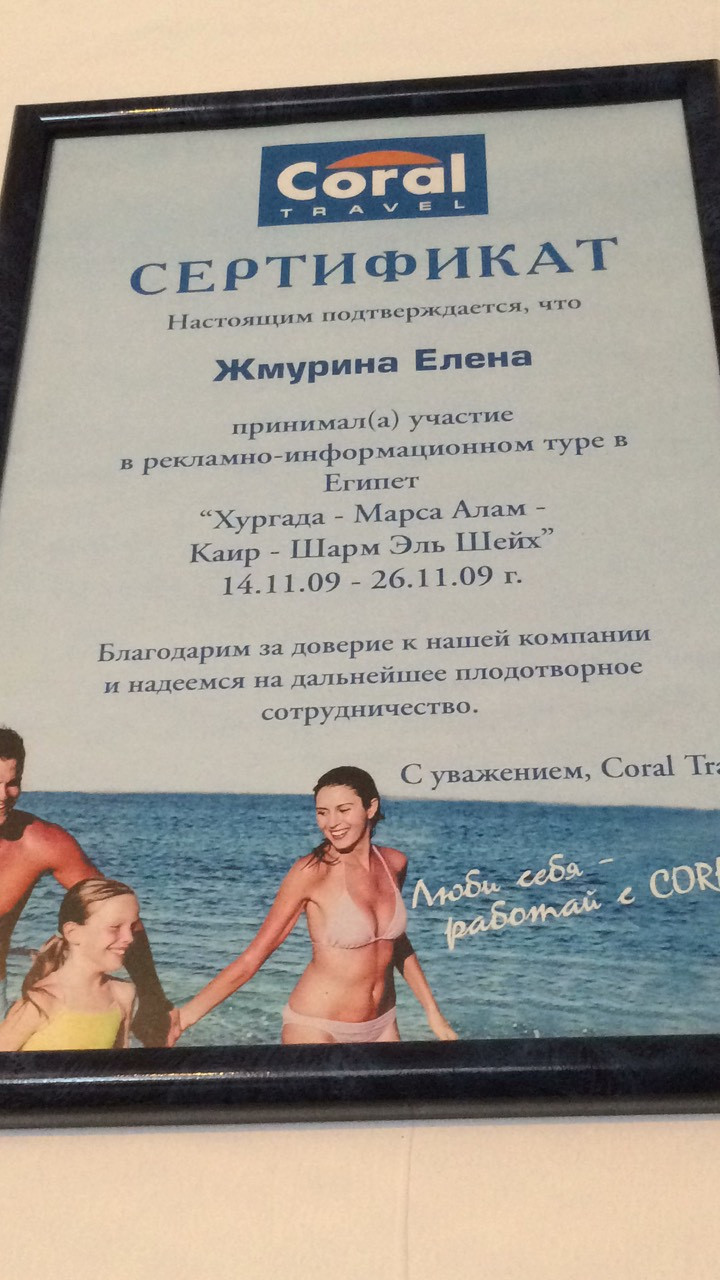 Coral
TRAVEL
СЕРТИФИКАТ
Настоящим подтверждается, что
Жмурина Елена
принимал(а) участие
в рекламно-информационном туре в
Египет
“Хургада - Марса Алам -
Каир - Шарм Эль Шейх”
14.11.09 - 26.11.09 г.
Благодарим за доверие к нашей компании
и надеемся на дальнейшее плодотворное
сотрудничество.
С уважением, Coral
Люби себя -
работай с